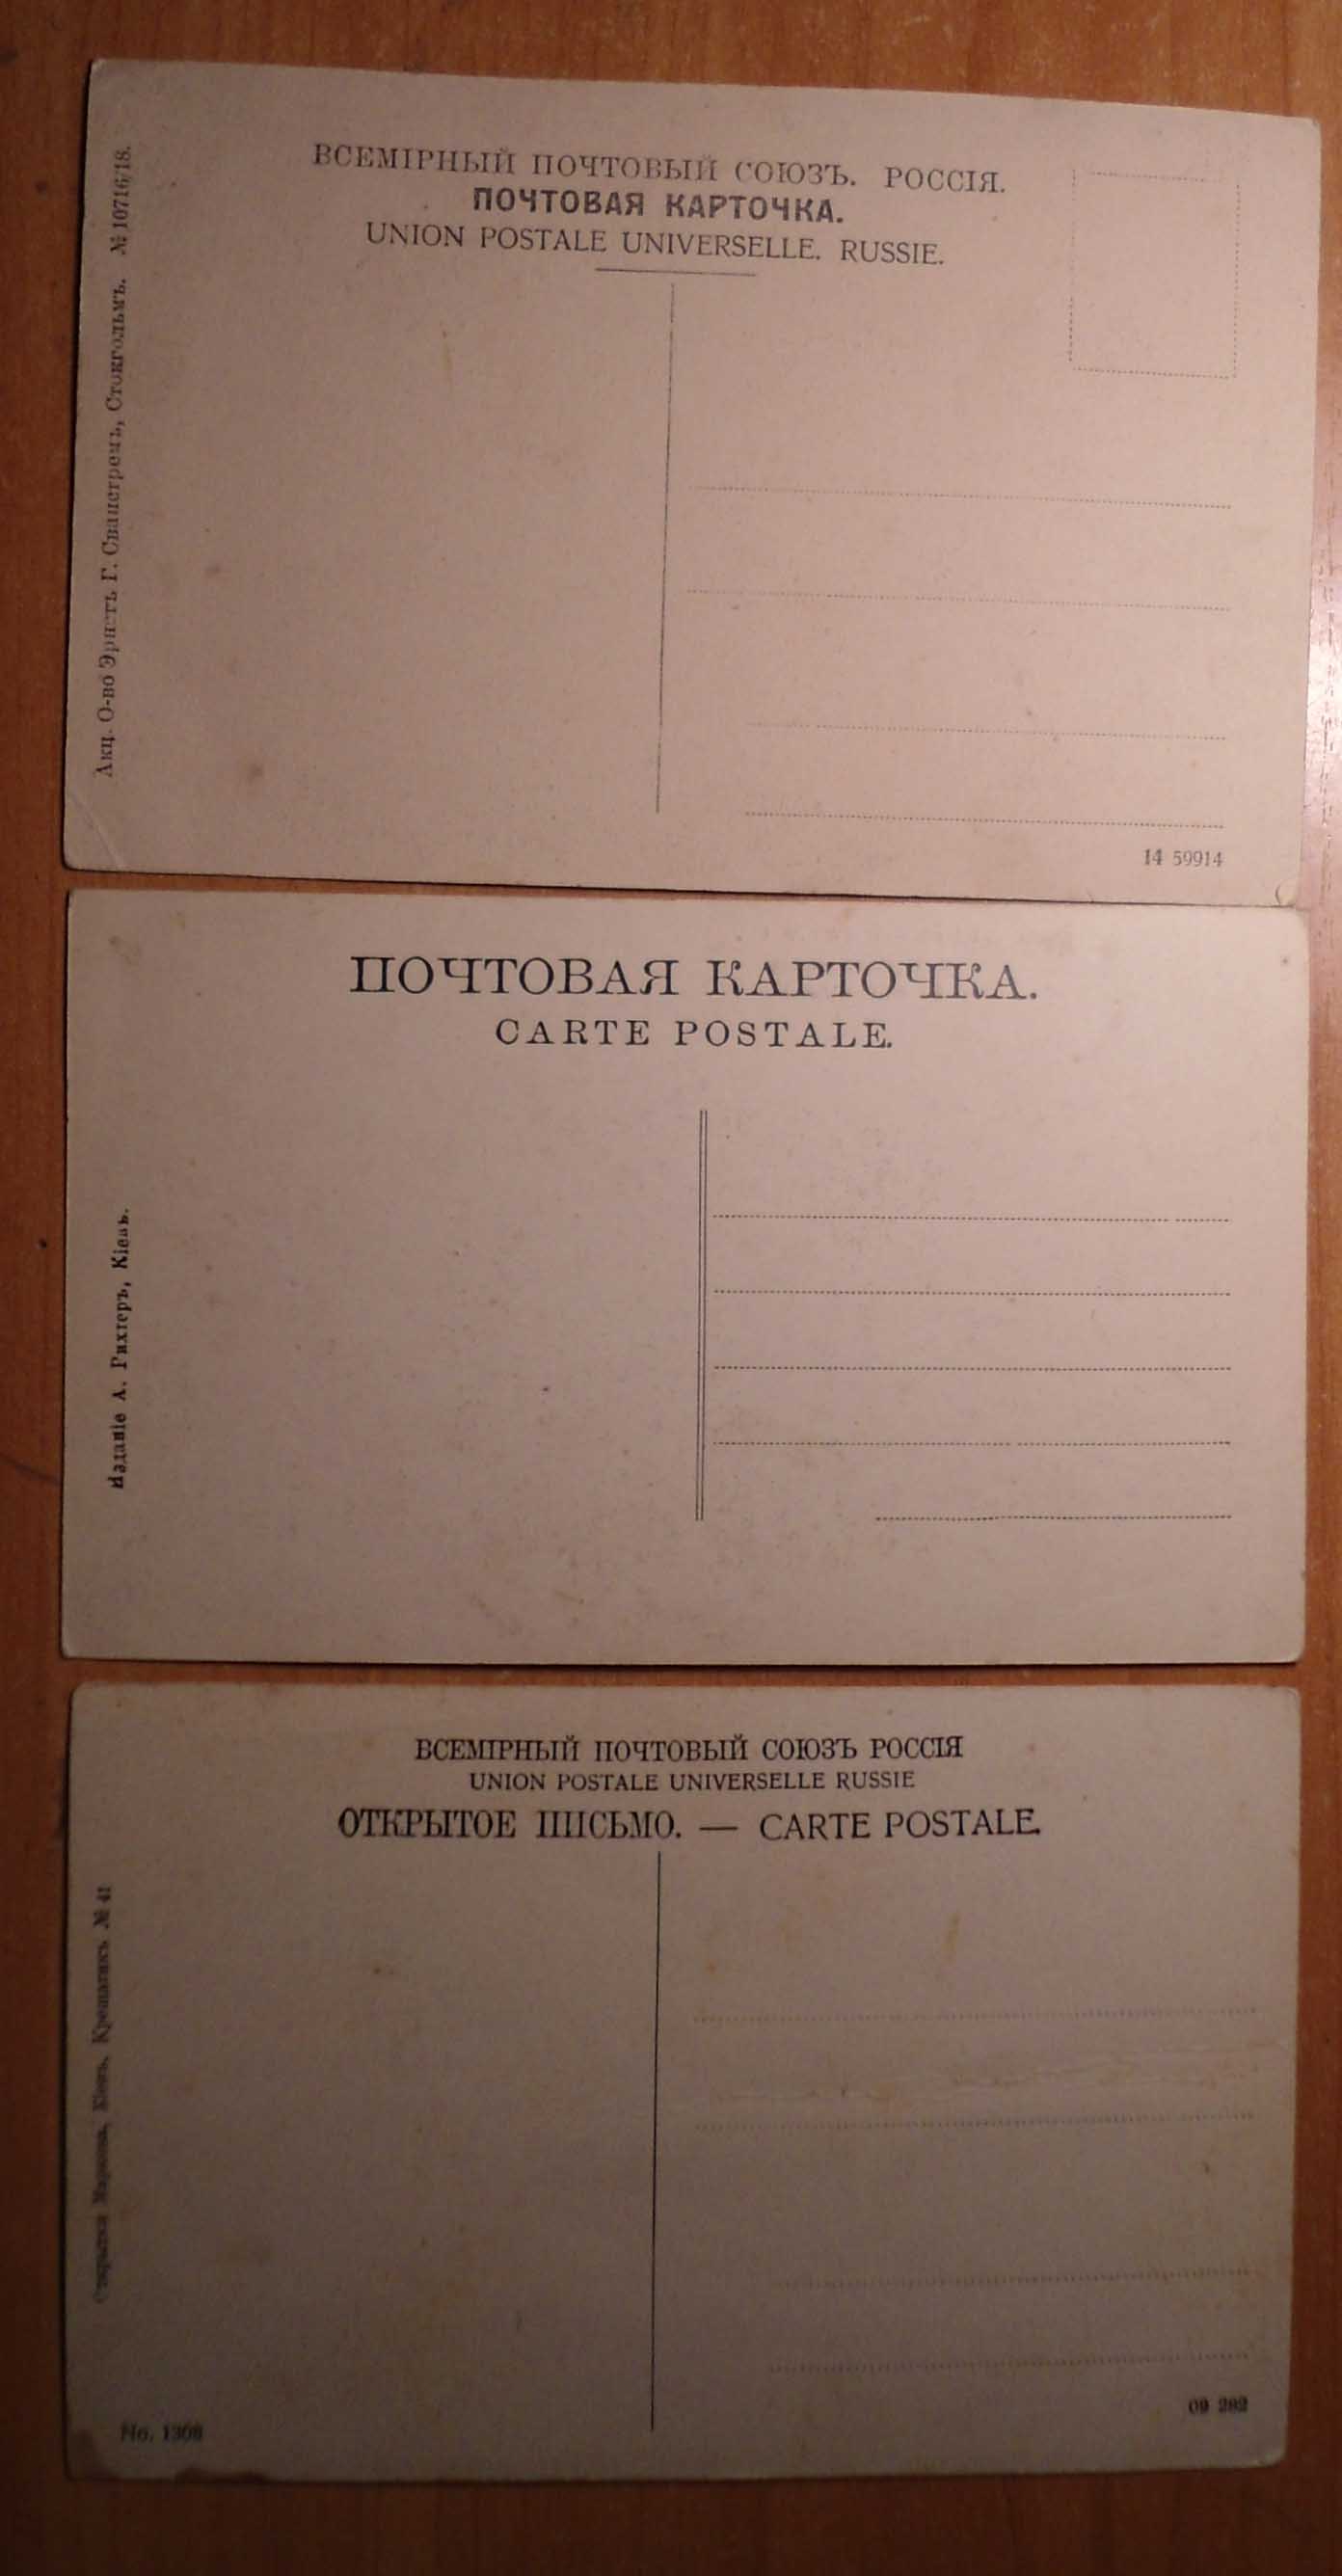 ВСЕМІРНЫЙ ПОЧТОВЫЙ СОЮЗЪ. РОССІЯ.
ПОЧТОВАЯ КАРТОЧКА.
UNION POSTALE UNIVERSELLE. RUSSIE.
Акц. О-во Эрнстъ Г. Сванстремъ, Стокгольмъ. № 10716/18.
14 59914
ПОЧТОВАЯ КАРТОЧКА.
CARTE POSTALE.
Изданіе А. Рихтеръ, Кіевъ.
ВСЕМІРНЫЙ ПОЧТОВЫЙ СОЮЗЪ РОССІЯ
UNION POSTALE UNIVERSELLE RUSSIE
ОТКРЫТОЕ ПИСЬМО. — CARTE POSTALE
Маркова, Кіевъ, Крещатикъ № 41
No. 1308
09 282